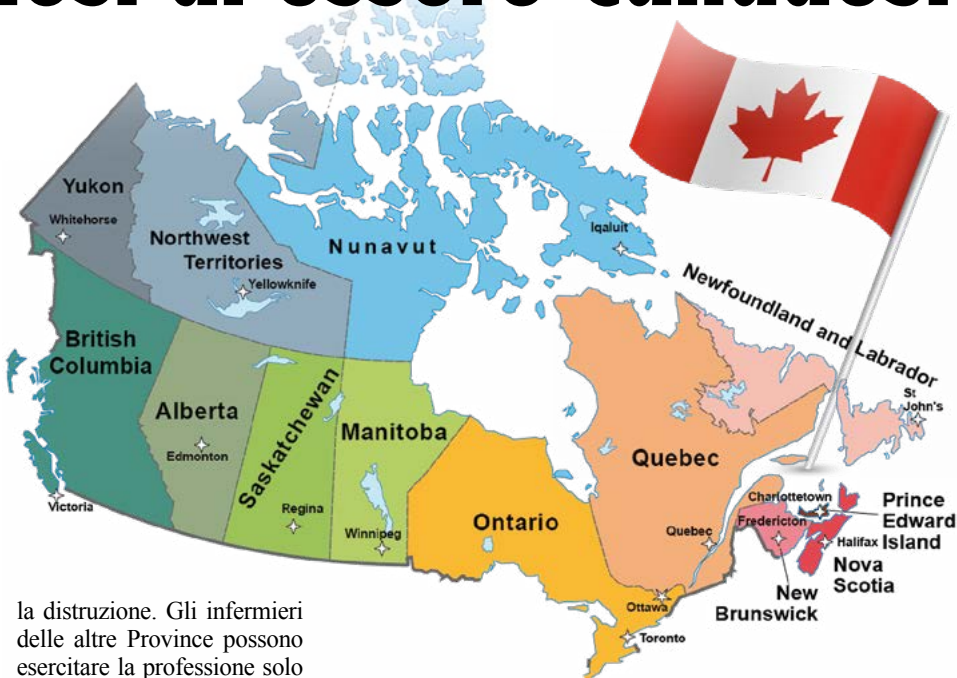 Yukon
Whitehorse
Northwest
Territories
Yellowknife
Nunavut
Iqaluit
Newfoundland and Labrador
St
John's
British
Columbia
Victoria
Alberta
Edmonton
Saskatchewan
Regina
Manitoba
Winnipeg
Ontario
Ottawa
Toronto
Quebec
Quebec
Charlottetown
Prince
Edward
Island
Fredericton
Halifax
Nova
Scotia
New
Brunswick
la distruzione. Gli infermieri
delle altre Province possono
esercitare la professione solo